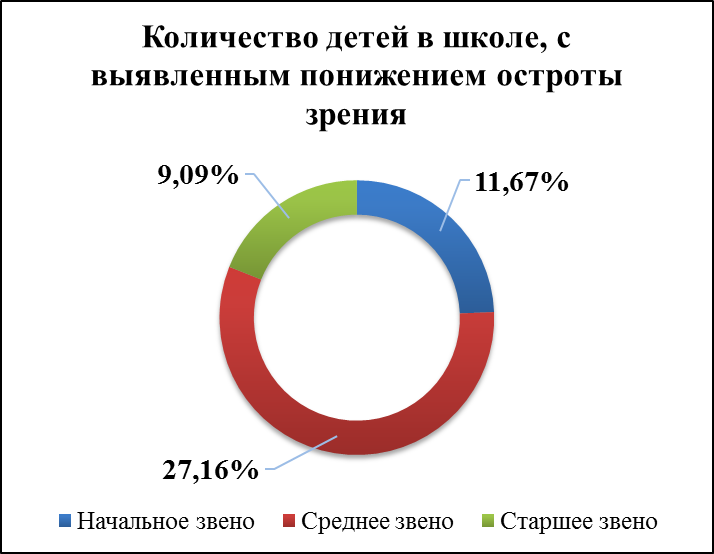 Количество детей в школе, с
выявленным понижением остроты
зрения
9,09%
11,67%
27,16%
Начальное звено
Среднее звено
Старшее звено